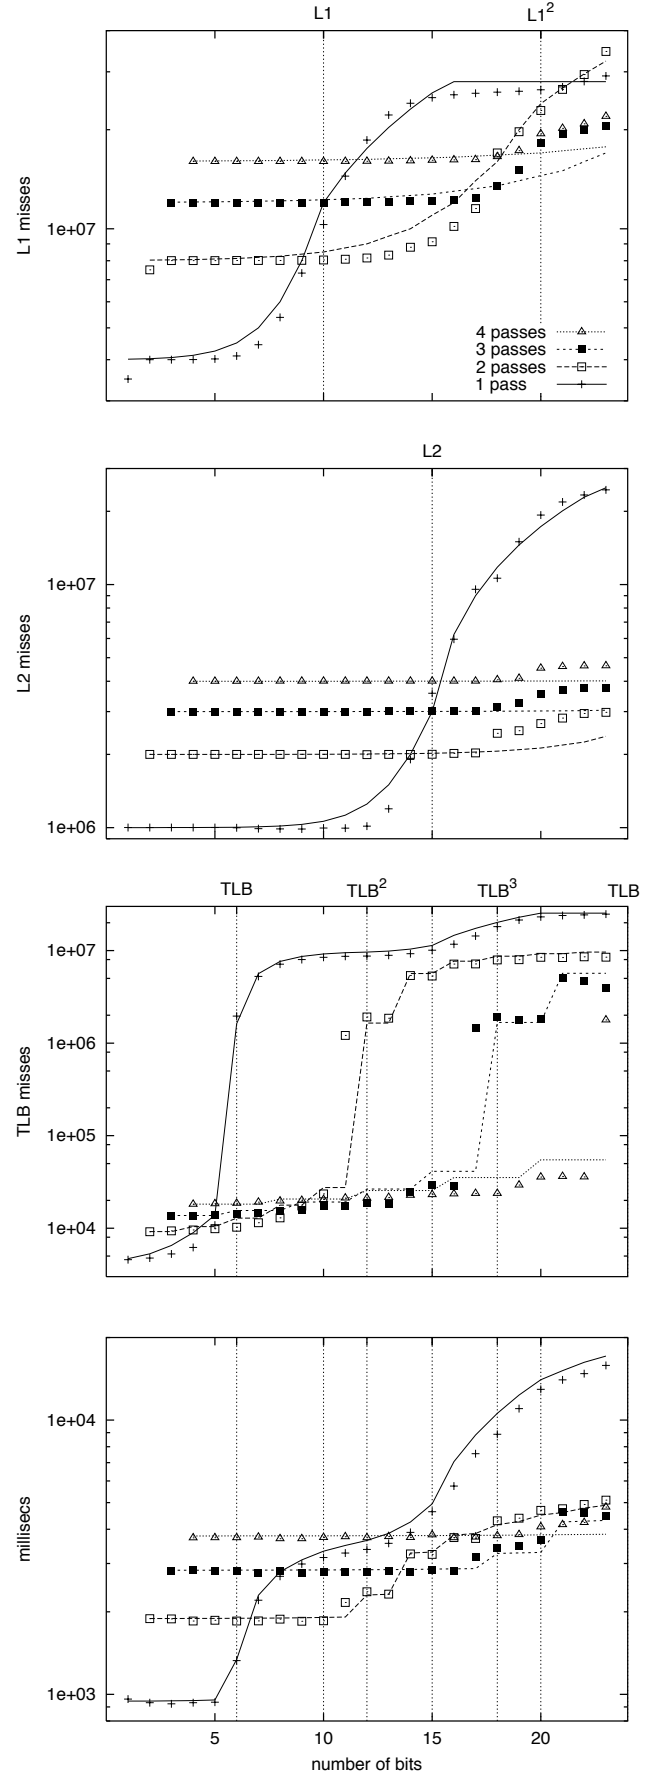 L1 L1²
1e+07
L1 misses
4 passes
3 passes
2 passes
1 pass
L2
1e+07
1e+06
L2 misses
TLB TLB² TLB³ TLB
1e+07
1e+06
1e+05
1e+04
TLB misses
1e+04
1e+03
millisecs
5 10 15 20
number of bits